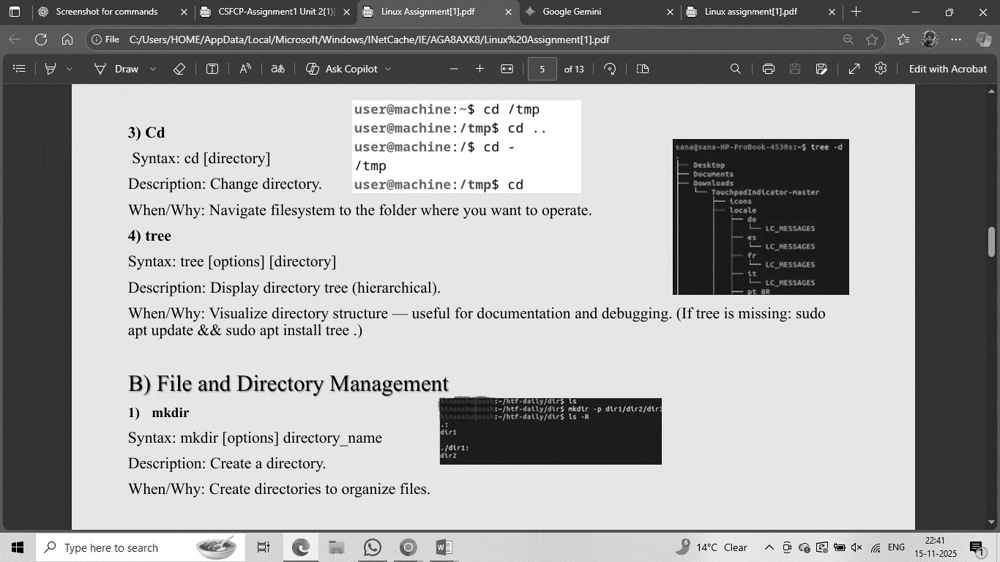 Screenshot for commands
CSFCP-Assignment1 Unit 2(1)
Linux Assignment[1].pdf
Google Gemini
Linux assignment[1].pdf
File C:/Users/HOME/AppData/Local/Microsoft/Windows/INetCache/IE/AGA8AXK8/Linux%20Assignment[1].pdf
Draw
Ask Copilot
5 of 13
Edit with Acrobat
3) Cd
Syntax: cd [directory]
Description: Change directory.
When/Why: Navigate filesystem to the folder where you want to operate.
user@machine:~$ cd /tmp
user@machine:/tmp$ cd ..
user@machine:/$ cd -
/tmp
user@machine:/tmp$ cd
sana@sana-HP-ProBook-4530s:~$ tree -d
.
Desktop
Documents
Downloads
TouchpadIndicator-master
icons
locale
de
LC_MESSAGES
es
LC_MESSAGES
fr
LC_MESSAGES
it
LC_MESSAGES
pt_BR
4) tree
Syntax: tree [options] [directory]
Description: Display directory tree (hierarchical).
When/Why: Visualize directory structure — useful for documentation and debugging. (If tree is missing: sudo
apt update && sudo apt install tree .)
B) File and Directory Management
1) mkdir
Syntax: mkdir [options] directory_name
Description: Create a directory.
When/Why: Create directories to organize files.
himanshu@ansh:~/htf-daily/dir$ ls
himanshu@ansh:~/htf-daily/dir$ mkdir -p dir1/dir2/dir3
himanshu@ansh:~/htf-daily/dir$ ls -R
.:
dir1
./dir1:
dir2
Type here to search
6
14°C Clear
ENG
22:41
15-11-2025
1